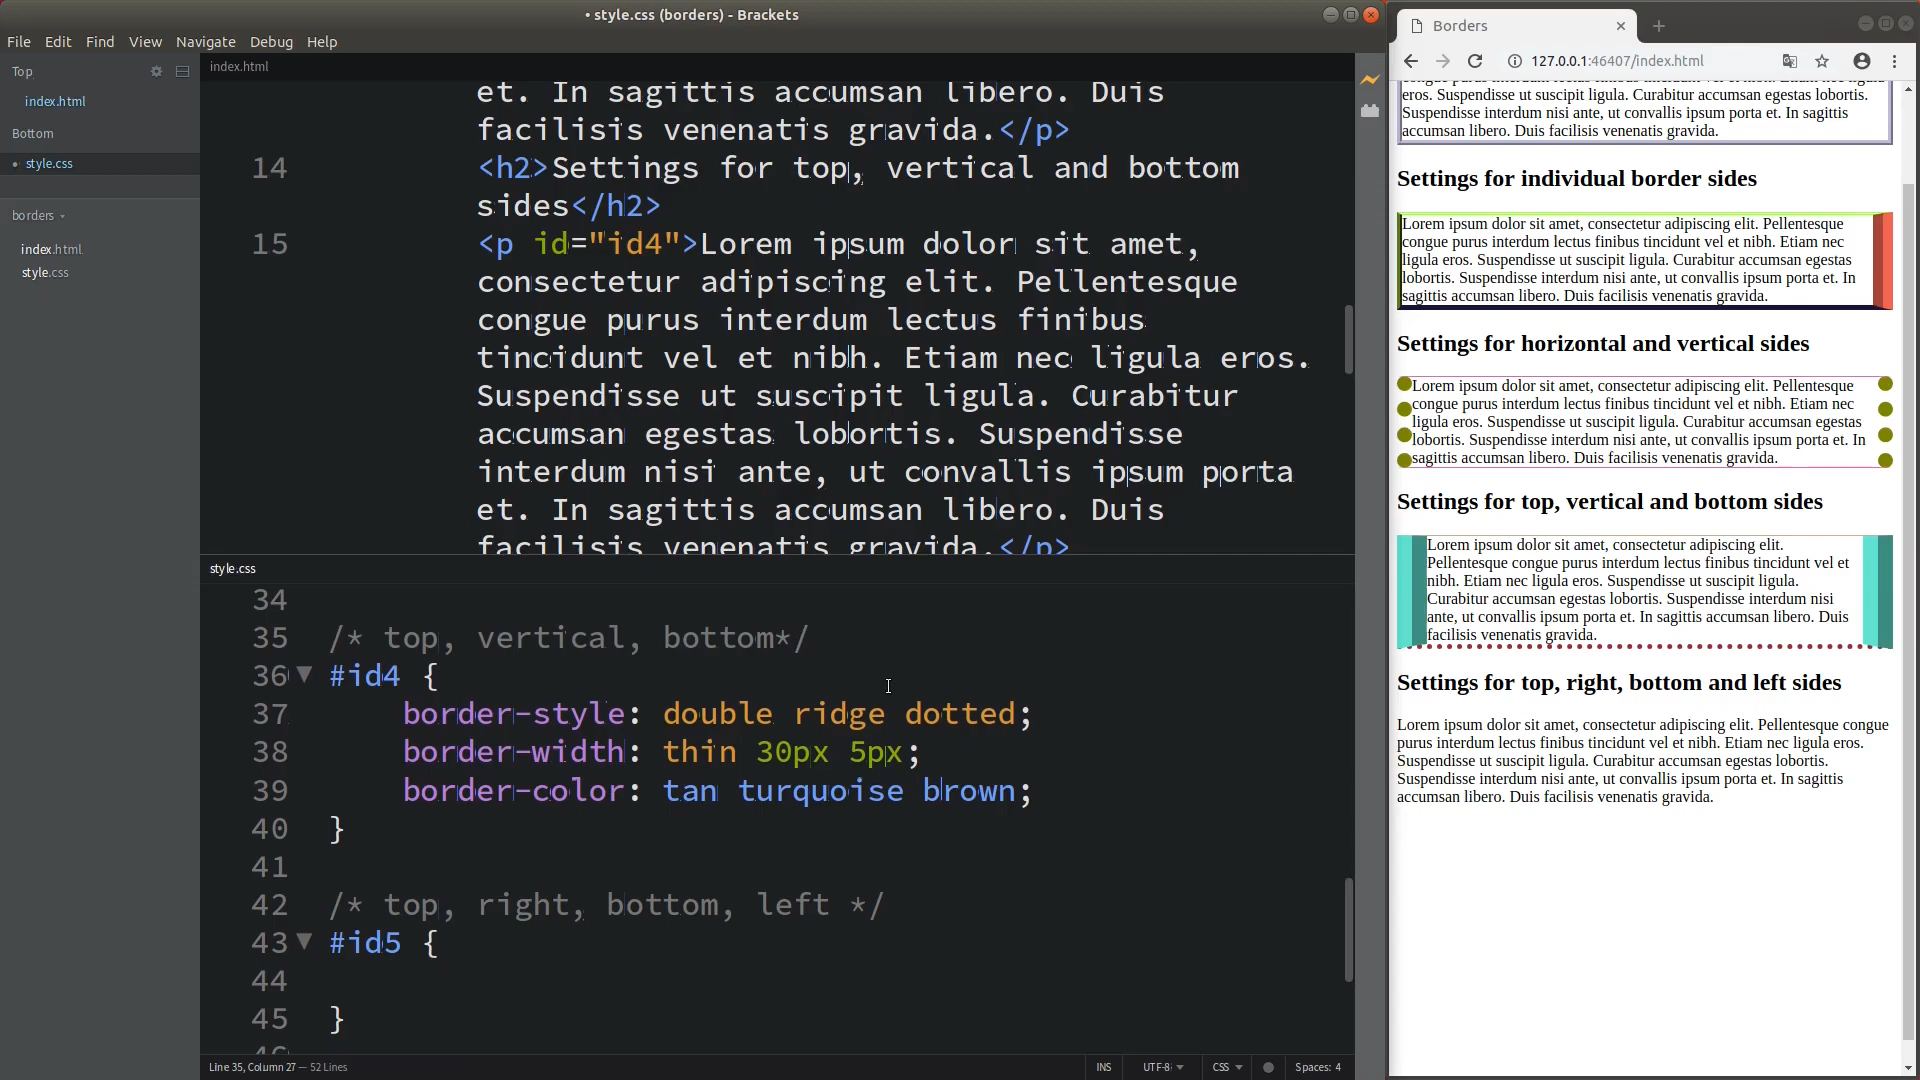 • style.css (borders) - Brackets
File Edit Find View Navigate Debug Help
Top
index.html
Bottom
• style.css
borders
index.html
style.css
index.html
et. In sagittis accumsan libero. Duis
facilisis venenatis gravida.</p>
14 <h2>Settings for top, vertical and bottom
sides</h2>
15 <p id="id4">Lorem ipsum dolor sit amet,
consectetur adipiscing elit. Pellentesque
congue purus interdum lectus finibus
tincidunt vel et nibh. Etiam nec ligula eros.
Suspendisse ut suscipit ligula. Curabitur
accumsan egestas lobortis. Suspendisse
interdum nisi ante, ut convallis ipsum porta
et. In sagittis accumsan libero. Duis
facilisis venenatis gravida.</p>
style.css
34
35 /* top, vertical, bottom*/
36 #id4 {
37 border-style: double ridge dotted;
38 border-width: thin 30px 5px;
39 border-color: tan turquoise brown;
40 }
41
42 /* top, right, bottom, left */
43 #id5 {
44
45 }
46
Line 35, Column 27 — 52 Lines
INS UTF-8 CSS Spaces: 4
Borders
127.0.0.1:46407/index.html
congue purus interdum lectus finibus tincidunt vel et nibh. Etiam nec ligula
eros. Suspendisse ut suscipit ligula. Curabitur accumsan egestas lobortis.
Suspendisse interdum nisi ante, ut convallis ipsum porta et. In sagittis
accumsan libero. Duis facilisis venenatis gravida.
Settings for individual border sides
Lorem ipsum dolor sit amet, consectetur adipiscing elit. Pellentesque
congue purus interdum lectus finibus tincidunt vel et nibh. Etiam nec
ligula eros. Suspendisse ut suscipit ligula. Curabitur accumsan egestas
lobortis. Suspendisse interdum nisi ante, ut convallis ipsum porta et. In
sagittis accumsan libero. Duis facilisis venenatis gravida.
Settings for horizontal and vertical sides
Lorem ipsum dolor sit amet, consectetur adipiscing elit. Pellentesque
congue purus interdum lectus finibus tincidunt vel et nibh. Etiam nec
ligula eros. Suspendisse ut suscipit ligula. Curabitur accumsan egestas
lobortis. Suspendisse interdum nisi ante, ut convallis ipsum porta et. In
sagittis accumsan libero. Duis facilisis venenatis gravida.
Settings for top, vertical and bottom sides
Lorem ipsum dolor sit amet, consectetur adipiscing elit.
Pellentesque congue purus interdum lectus finibus tincidunt vel et
nibh. Etiam nec ligula eros. Suspendisse ut suscipit ligula.
Curabitur accumsan egestas lobortis. Suspendisse interdum nisi
ante, ut convallis ipsum porta et. In sagittis accumsan libero. Duis
facilisis venenatis gravida.
Settings for top, right, bottom and left sides
Lorem ipsum dolor sit amet, consectetur adipiscing elit. Pellentesque congue
purus interdum lectus finibus tincidunt vel et nibh. Etiam nec ligula eros.
Suspendisse ut suscipit ligula. Curabitur accumsan egestas lobortis.
Suspendisse interdum nisi ante, ut convallis ipsum porta et. In sagittis
accumsan libero. Duis facilisis venenatis gravida.